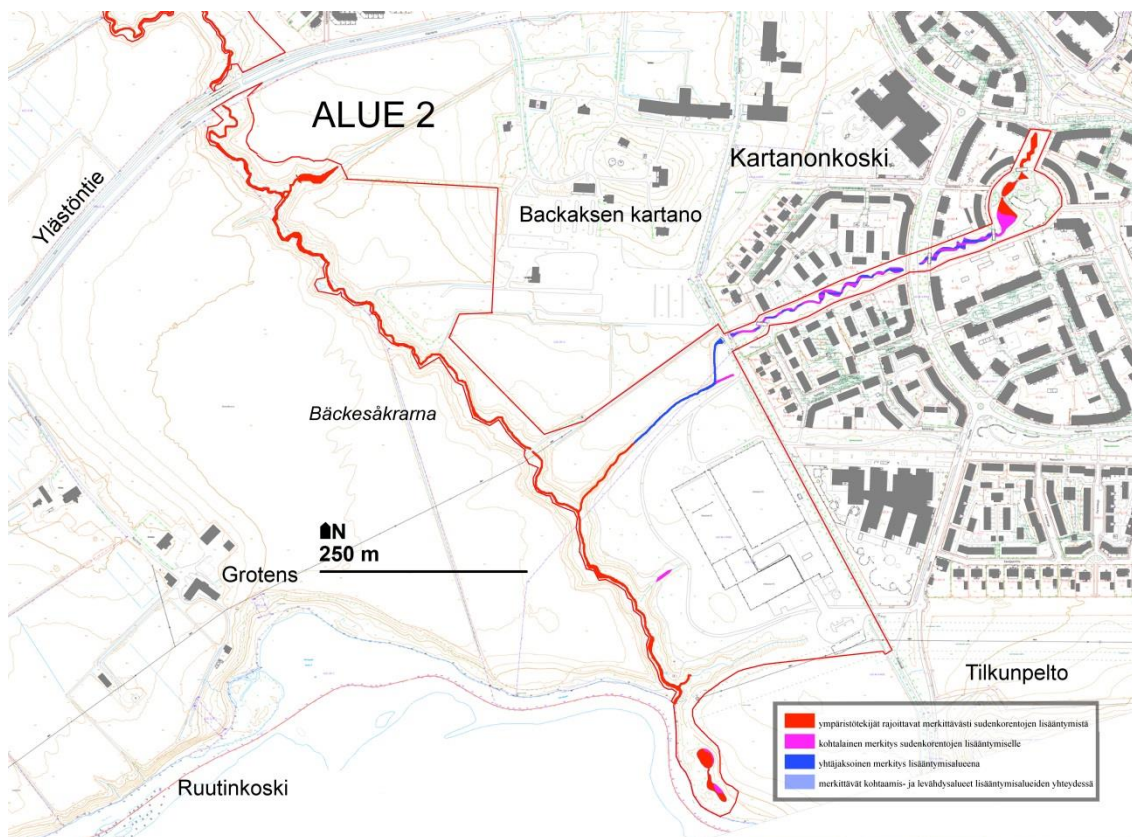 ALUE 2
Kartanonkoski
Ylästöntie
Backaksen kartano
Bäckesåkrarna
N
250 m
Grotens
Tilkunpelto
ympäristötekijät rajoittavat merkittävästi sudenkorentojen lisääntymistä
kohtalainen merkitys sudenkorentojen lisääntymiselle
yhtäjaksoinen merkitys lisääntymisalueena
merkittävät kohtaamis- ja levähdysalueet lisääntymisalueiden yhteydessä
Ruutinkoski